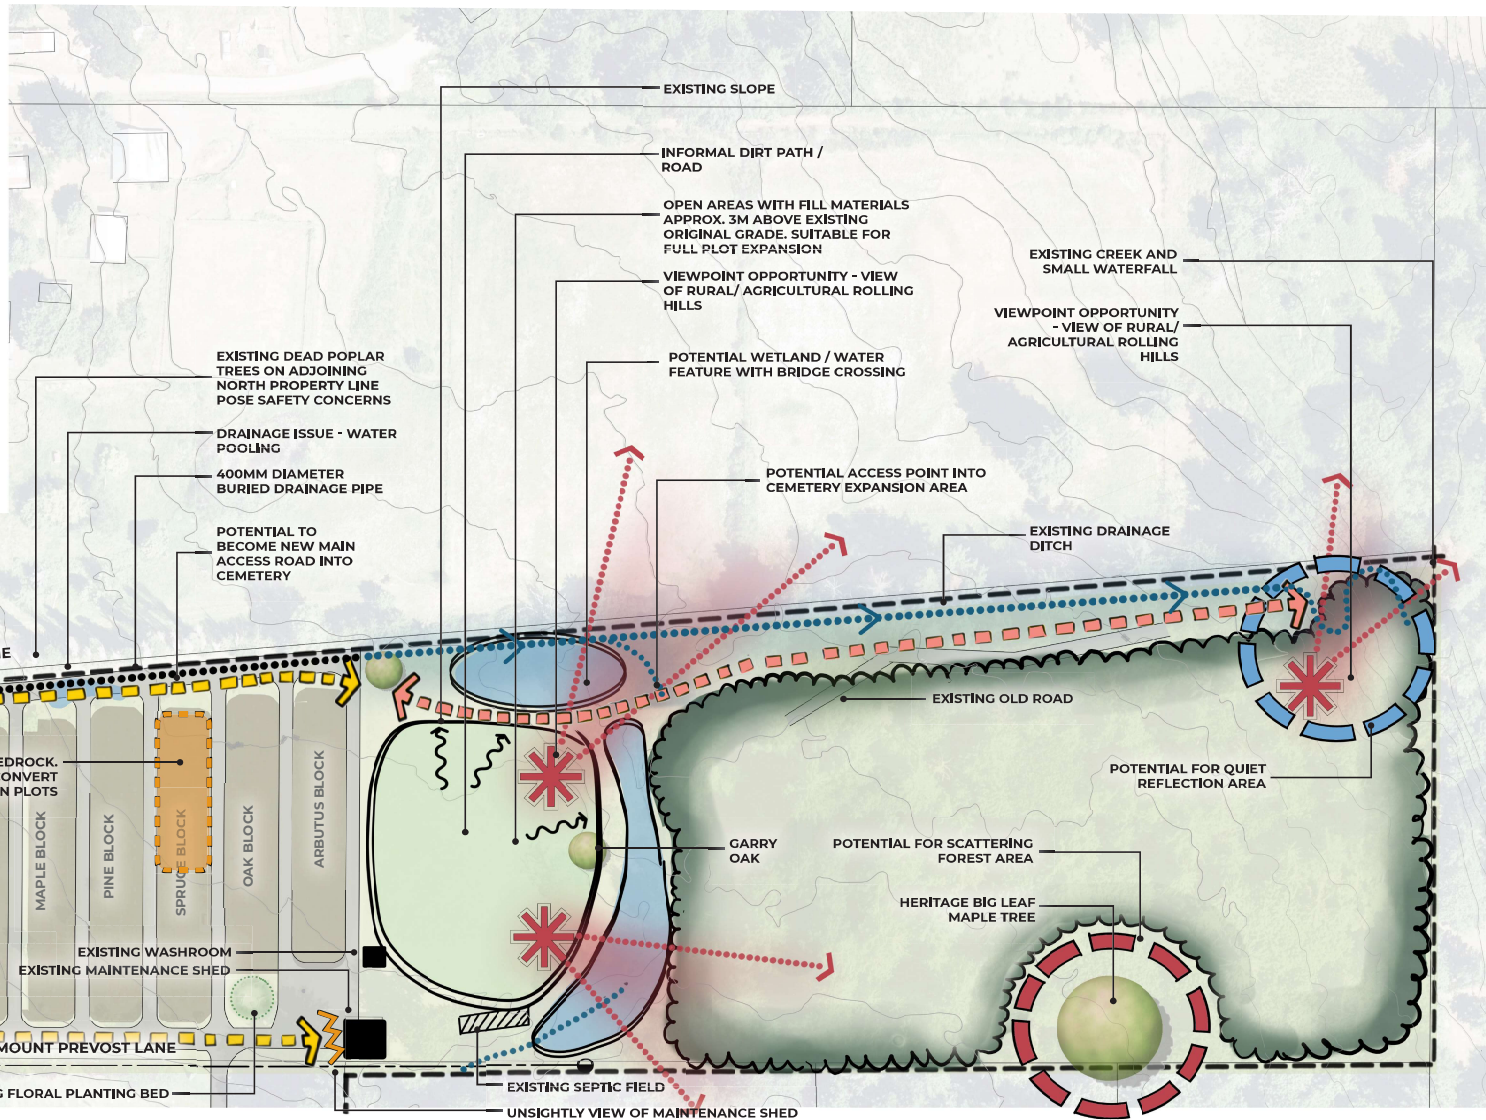 EXISTING SLOPE
INFORMAL DIRT PATH /
ROAD
OPEN AREAS WITH FILL MATERIALS
APPROX. 3M ABOVE EXISTING
ORIGINAL GRADE. SUITABLE FOR
FULL PLOT EXPANSION
VIEWPOINT OPPORTUNITY - VIEW
OF RURAL/ AGRICULTURAL ROLLING
HILLS
POTENTIAL WETLAND / WATER
FEATURE WITH BRIDGE CROSSING
EXISTING CREEK AND
SMALL WATERFALL
VIEWPOINT OPPORTUNITY
- VIEW OF RURAL/
AGRICULTURAL ROLLING
HILLS
EXISTING DEAD POPLAR
TREES ON ADJOINING
NORTH PROPERTY LINE
POSE SAFETY CONCERNS
DRAINAGE ISSUE - WATER
POOLING
400MM DIAMETER
BURIED DRAINAGE PIPE
POTENTIAL TO
BECOME NEW MAIN
ACCESS ROAD INTO
CEMETERY
POTENTIAL ACCESS POINT INTO
CEMETERY EXPANSION AREA
EXISTING DRAINAGE
DITCH
EXISTING OLD ROAD
POTENTIAL FOR QUIET
REFLECTION AREA
EDROCK.
CONVERT
N PLOTS
MAPLE BLOCK
PINE BLOCK
SPRUCE BLOCK
OAK BLOCK
ARBUTUS BLOCK
GARRY
OAK
POTENTIAL FOR SCATTERING
FOREST AREA
HERITAGE BIG LEAF
MAPLE TREE
EXISTING WASHROOM
EXISTING MAINTENANCE SHED
MOUNT PREVOST LANE
G FLORAL PLANTING BED
EXISTING SEPTIC FIELD
UNSIGHTLY VIEW OF MAINTENANCE SHED